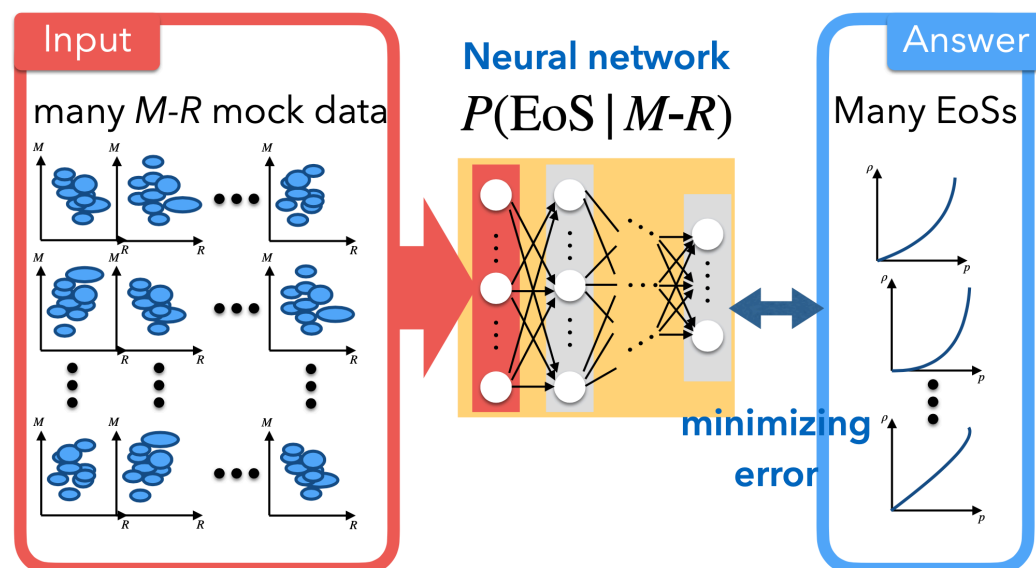 Input
many M-R mock data
M
M
M
R
R
R
M
M
M
R
R
R
M
M
M
R
R
R
Neural network
P(EoS | M-R)
minimizing
error
Answer
Many EoSs
ρ
p
ρ
p
ρ
p